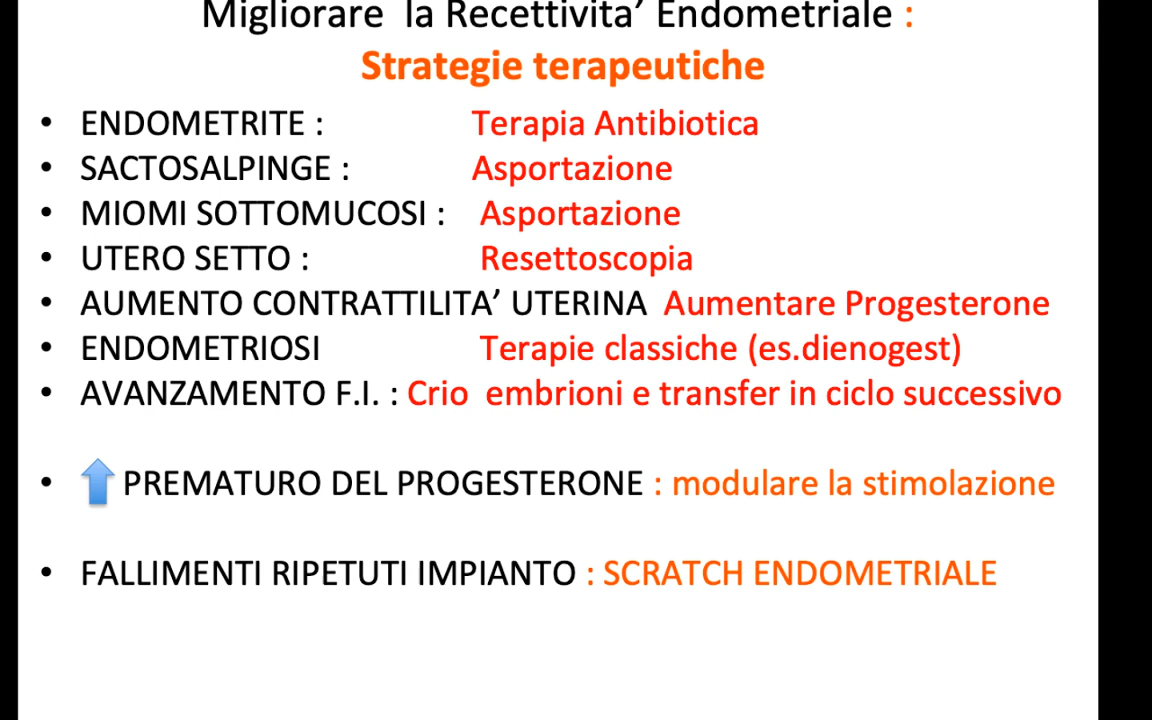 Migliorare la Recettivita’ Endometriale :
Strategie terapeutiche
• ENDOMETRITE : Terapia Antibiotica
• SACTOSALPINGE : Asportazione
• MIOMI SOTTOMUCOSI : Asportazione
• UTERO SETTO : Resettoscopia
• AUMENTO CONTRATTILITA’ UTERINA Aumentare Progesterone
• ENDOMETRIOSI Terapie classiche (es.dienogest)
• AVANZAMENTO F.I. : Crio embrioni e transfer in ciclo successivo
• PREMATURO DEL PROGESTERONE : modulare la stimolazione
• FALLIMENTI RIPETUTI IMPIANTO : SCRATCH ENDOMETRIALE